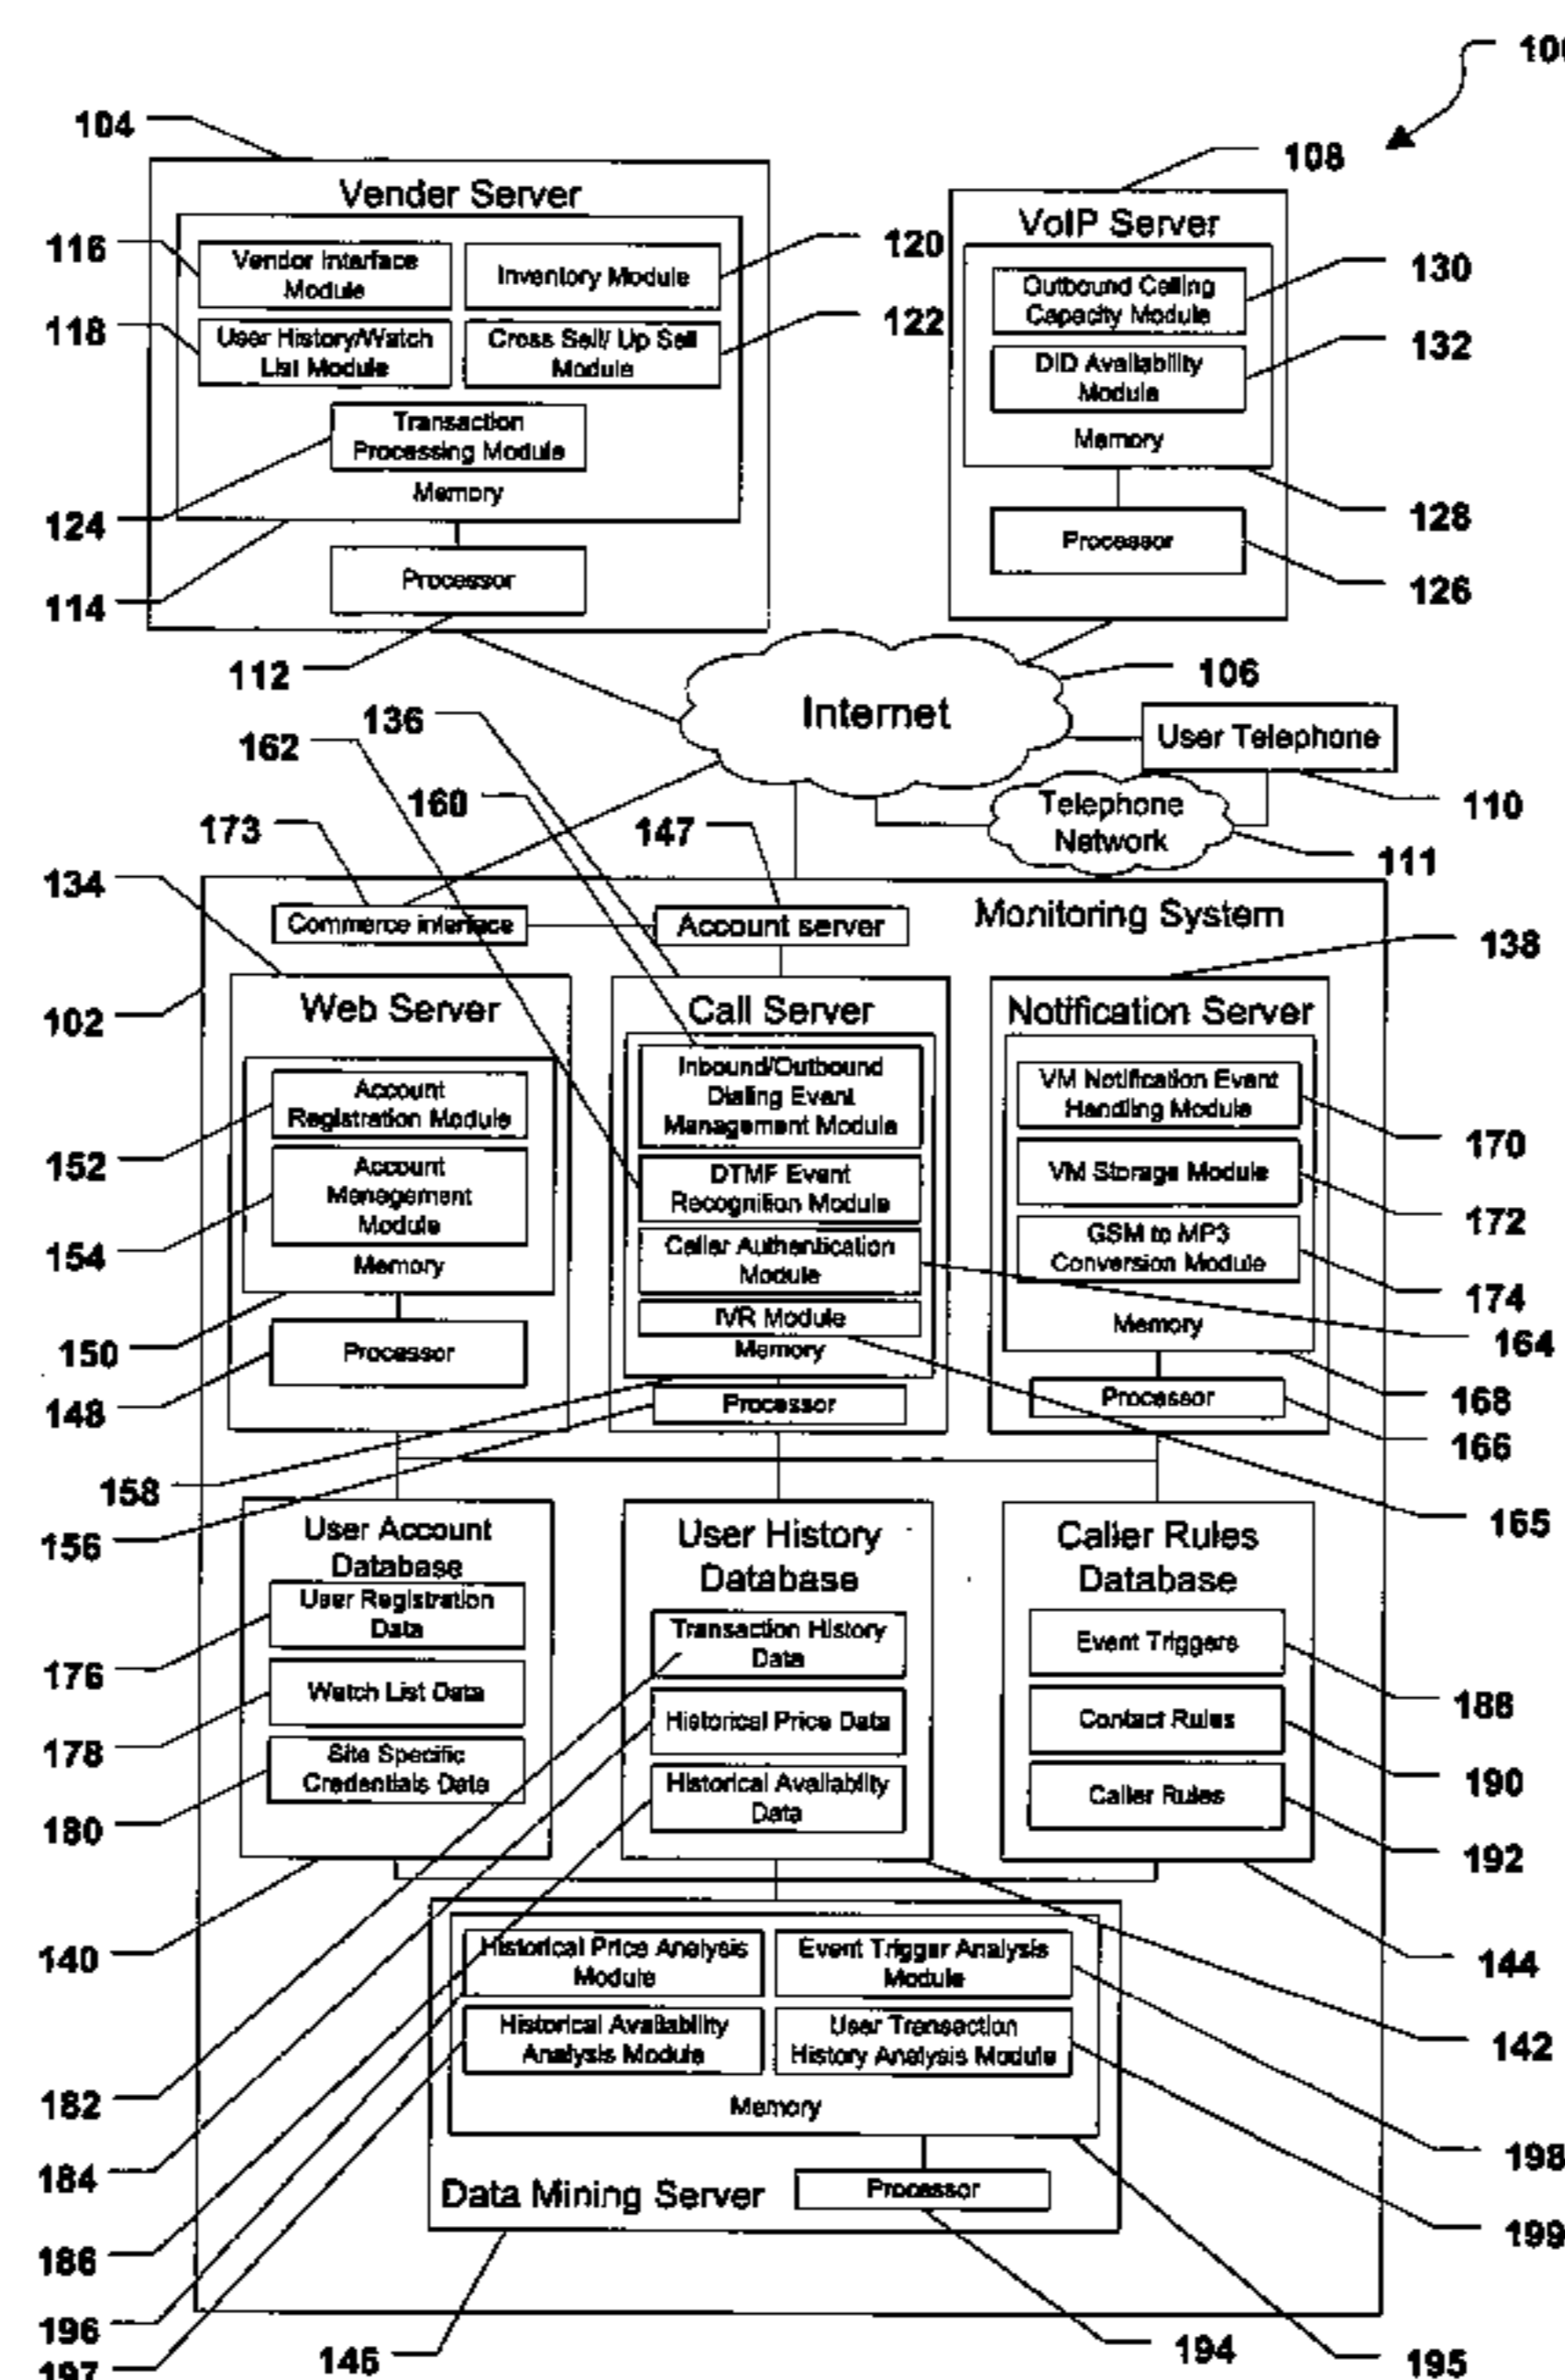 104
108
Vender Server
VoIP Server
116
Vendor Interface
Module
Inventory Module
120
Outbound Calling
Capacity Module
130
118
User History/Watch
List Module
Cross Sell/ Up Sell
Module
122
DID Availability
Module
132
Transaction
Processing Module
Memory
Memory
124
128
Processor
Processor
114
126
112
106
Internet
136
162
User Telephone
160
Telephone
Network
110
173
147
111
134
Commerce interface
Account server
Monitoring System
138
102
Web Server
Call Server
Notification Server
Account
Registration Module
Inbound/Outbound
Dialing Event
Management Module
VM Notification Event
Handling Module
152
170
Account
Management
Module
DTMF Event
Recognition Module
VM Storage Module
172
154
Memory
Caller Authentication
Module
GSM to MP3
Conversion Module
174
IVR Module
Memory
Memory
164
150
Processor
148
Processor
Processor
168
166
158
156
165
User Account
Database
User History
Database
Caller Rules
Database
User Registration
Data
Transaction History
Data
Event Triggers
176
188
Watch List Data
Historical Price Data
Contact Rules
178
190
Site Specific
Credentials Data
Historical Availability
Data
Caller Rules
180
192
140
Historical Price Analysis
Module
Event Trigger Analysis
Module
144
Historical Availability
Analysis Module
User Transaction
History Analysis Module
142
182
Memory
184
198
Data Mining Server
Processor
199
186
196
197
146
194
195